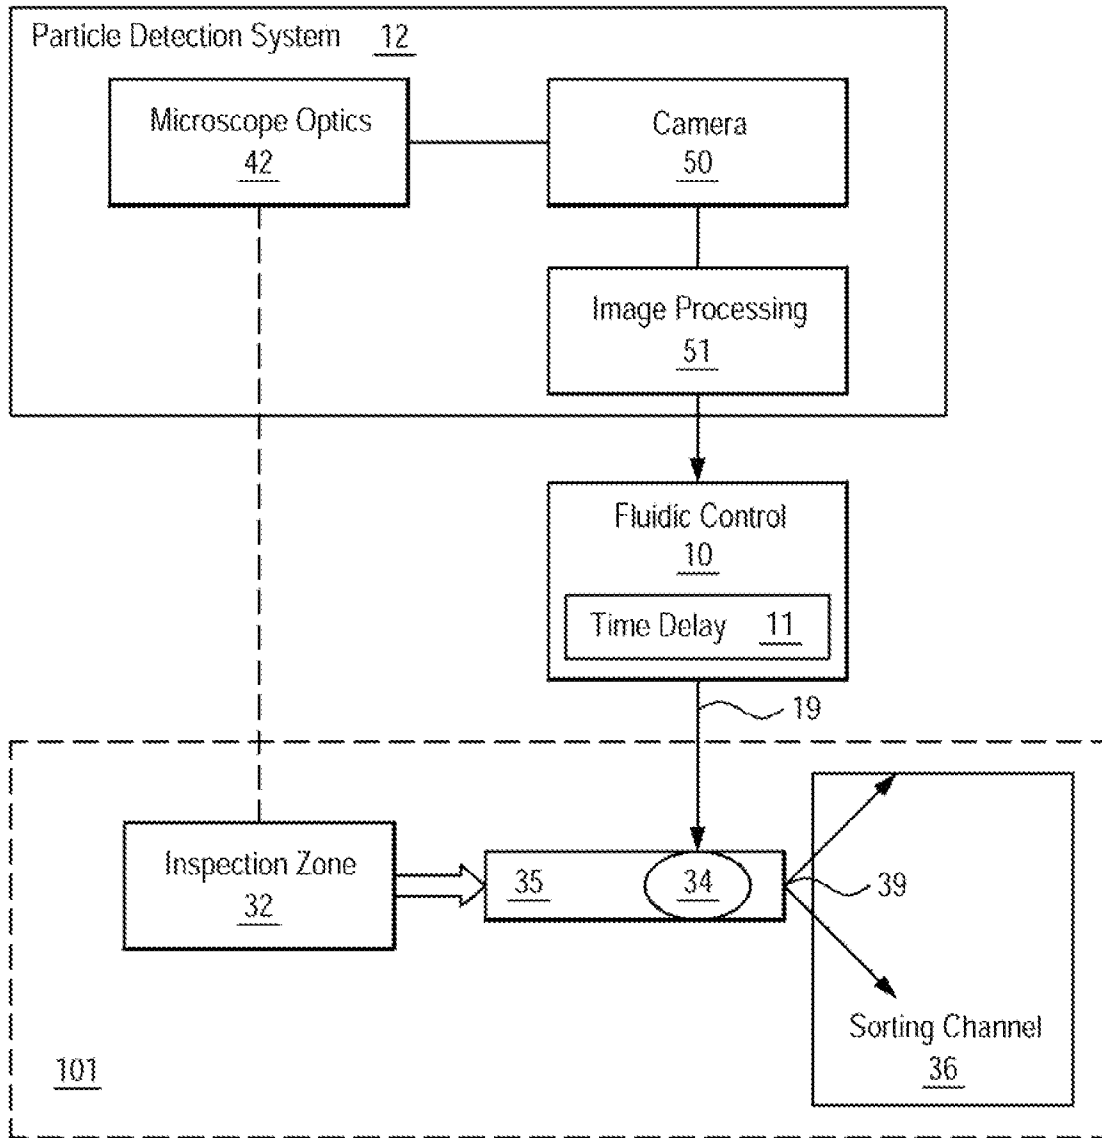 Particle Detection System 12
Microscope Optics
42
Camera
50
Image Processing
51
Fluidic Control
10
Time Delay 11
19
Inspection Zone
32
35
34
39
Sorting Channel
36
101